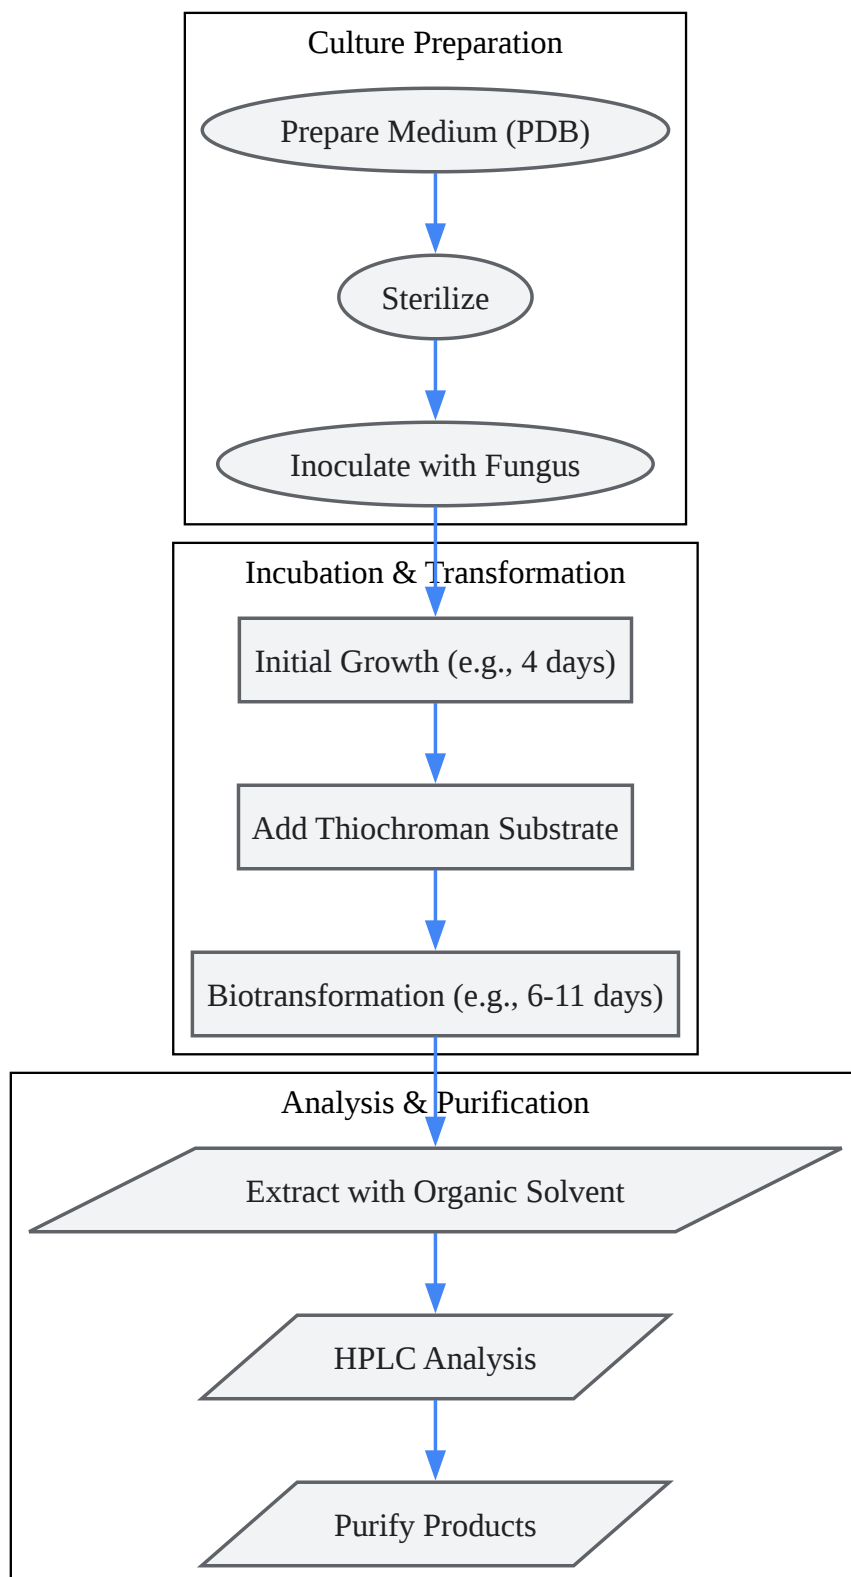 Culture Preparation
Prepare Medium (PDB)
Sterilize
Inoculate with Fungus
Incubation & Transformation
Initial Growth (e.g., 4 days)
Add Thiochroman Substrate
Biotransformation (e.g., 6-11 days)
Analysis & Purification
Extract with Organic Solvent
HPLC Analysis
Purify Products